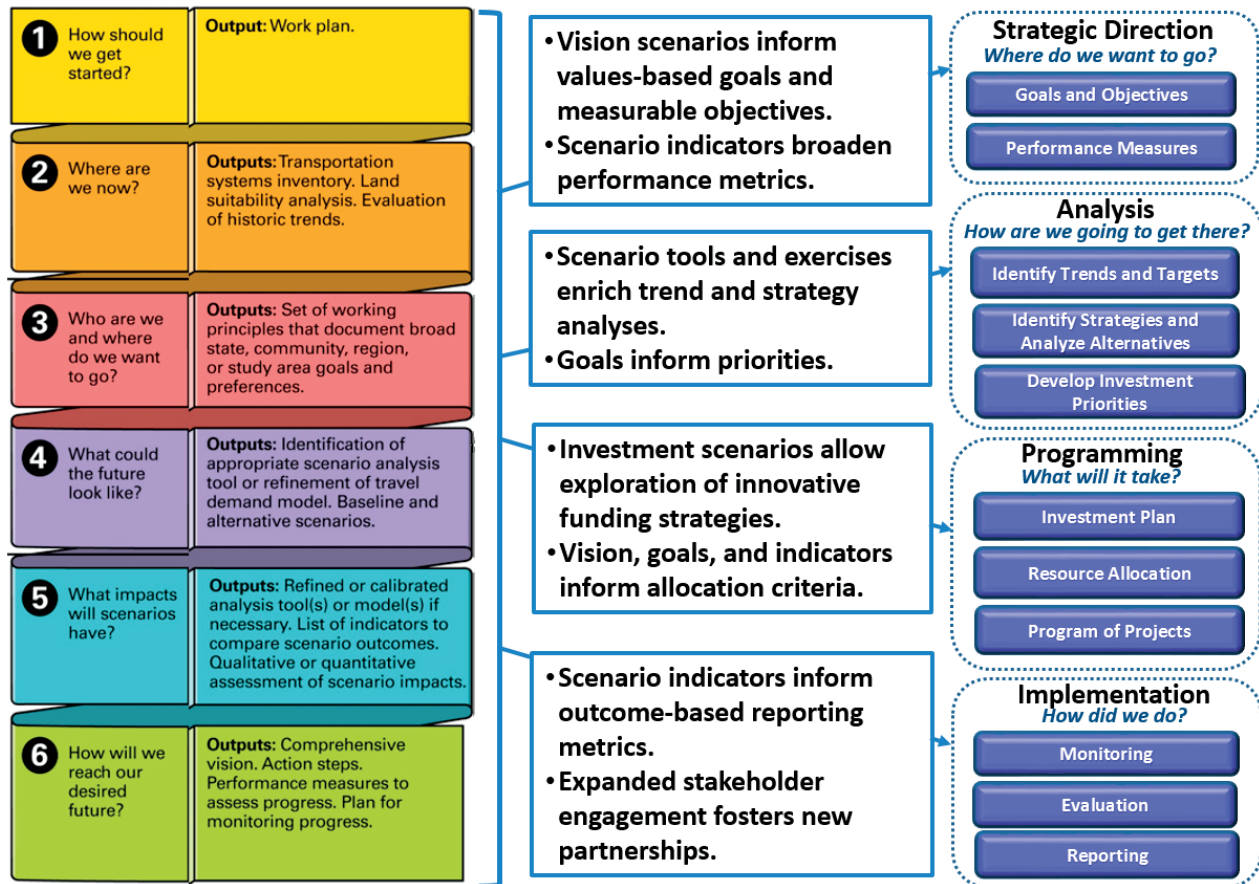 1
How should
we get
started?
Output: Work plan.
2
Where are
we now?
Outputs: Transportation
systems inventory. Land
suitability analysis. Evaluation
of historic trends.
3
Who are we
and where
do we want
to go?
Outputs: Set of working
principles that document broad
state, community, region,
or study area goals and
preferences.
4
What could
the future
look like?
Outputs: Identification of
appropriate scenario analysis
tool or refinement of travel
demand model. Baseline and
alternative scenarios.
5
What impacts
will scenarios
have?
Outputs: Refined or calibrated
analysis tool(s) or model(s) if
necessary. List of indicators to
compare scenario outcomes.
Qualitative or quantitative
assessment of scenario impacts.
6
How will we
reach our
desired
future?
Outputs: Comprehensive
vision. Action steps.
Performance measures to
assess progress. Plan for
monitoring progress.
• Vision scenarios inform
values-based goals and
measurable objectives.
• Scenario indicators broaden
performance metrics.
• Scenario tools and exercises
enrich trend and strategy
analyses.
• Goals inform priorities.
• Investment scenarios allow
exploration of innovative
funding strategies.
• Vision, goals, and indicators
inform allocation criteria.
• Scenario indicators inform
outcome-based reporting
metrics.
• Expanded stakeholder
engagement fosters new
partnerships.
Strategic Direction
Where do we want to go?
Goals and Objectives
Performance Measures
Analysis
How are we going to get there?
Identify Trends and Targets
Identify Strategies and
Analyze Alternatives
Develop Investment
Priorities
Programming
What will it take?
Investment Plan
Resource Allocation
Program of Projects
Implementation
How did we do?
Monitoring
Evaluation
Reporting